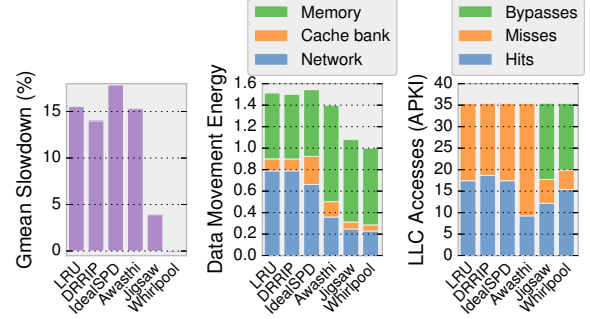 Gmean Slowdown (%)
15
10
5
0
LRU
DRRIP
IdealSPD
Awasthi
Jigsaw
Whirlpool
Memory
Cache bank
Network
Data Movement Energy
1.6
1.4
1.2
1.0
0.8
0.6
0.4
0.2
0.0
LRU
DRRIP
IdealSPD
Awasthi
Jigsaw
Whirlpool
Bypasses
Misses
Hits
LLC Accesses (APKI)
40
35
30
25
20
15
10
5
0
LRU
DRRIP
IdealSPD
Awasthi
Jigsaw
Whirlpool